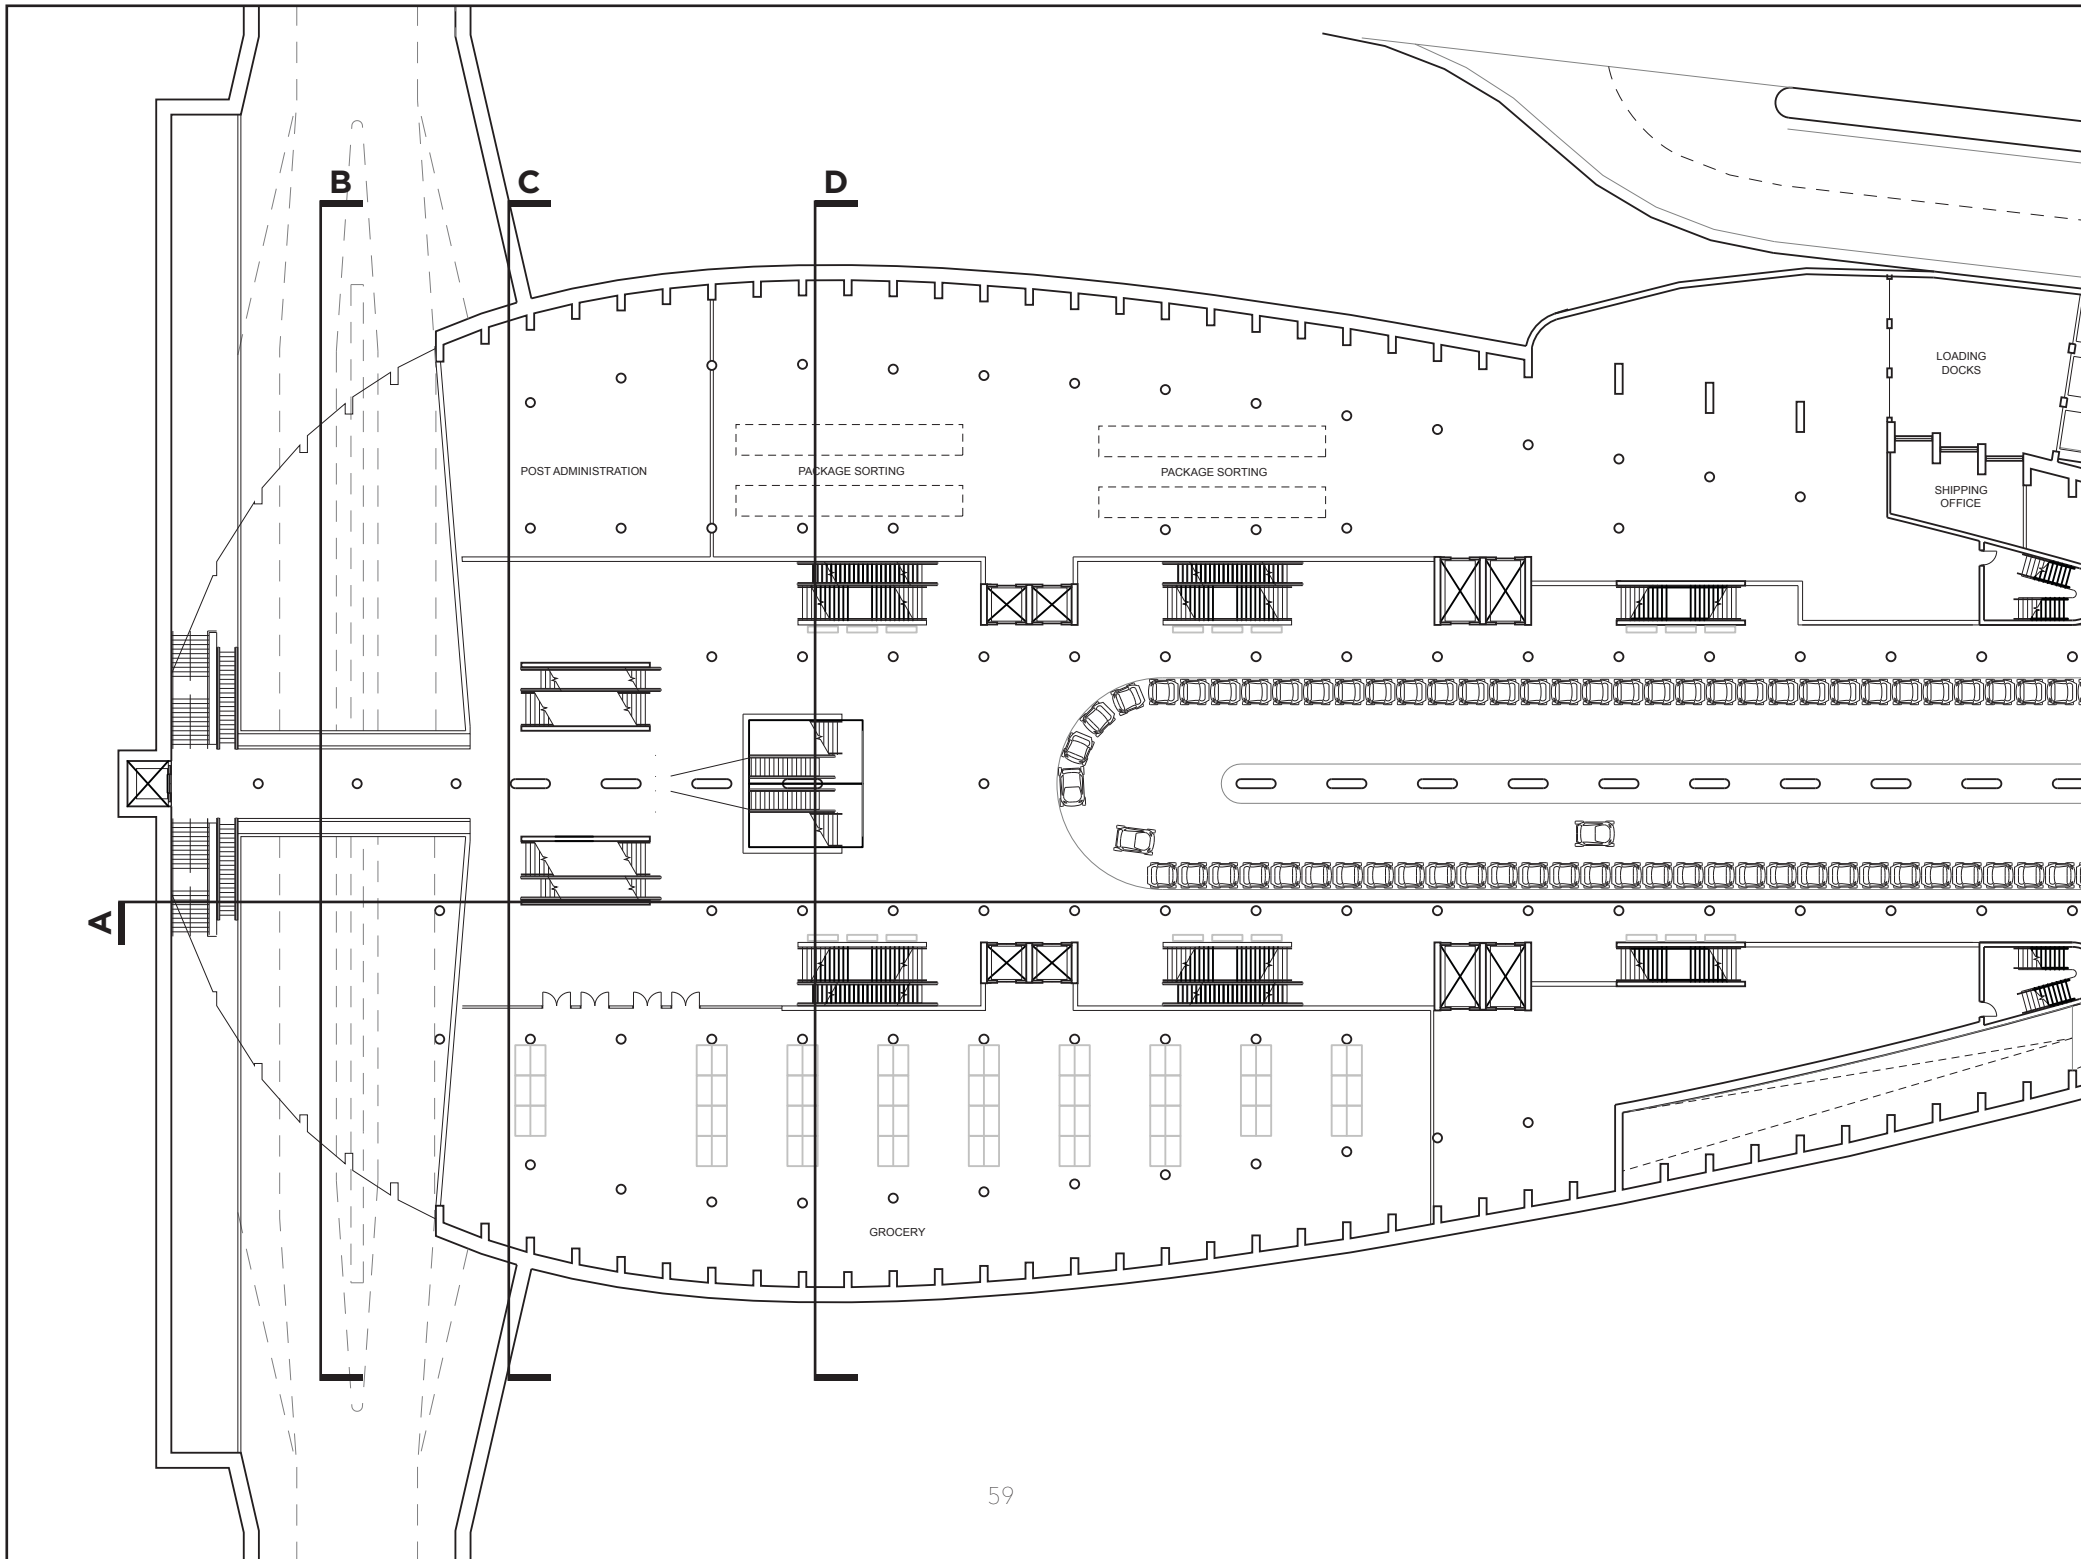 B
C
D
LOADING
DOCKS
POST ADMINISTRATION
PACKAGE SORTING
PACKAGE SORTING
SHIPPING
OFFICE
A
GROCERY
59